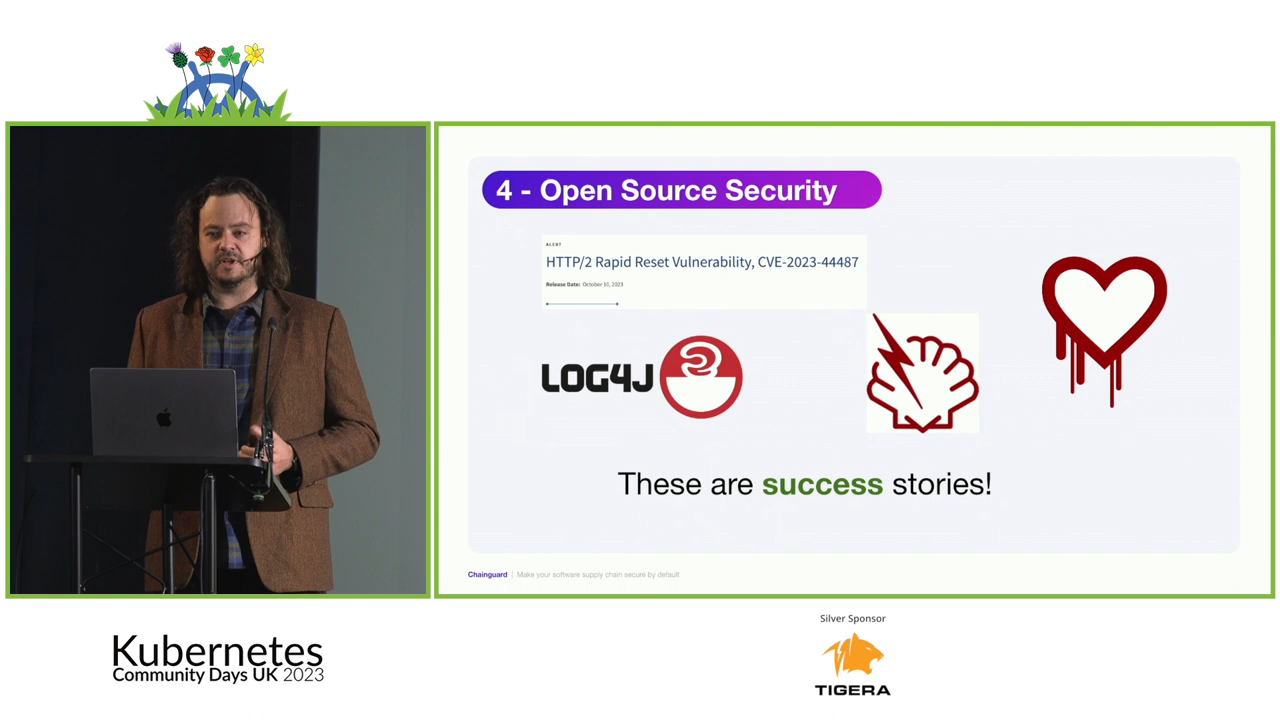 4 - Open Source Security
ALERT
HTTP/2 Rapid Reset Vulnerability, CVE-2023-44487
Release Date: October 10, 2023
LOG4J
These are success stories!
Chainguard | Make your software supply chain secure by default
Kubernetes
Community Days UK 2023
Silver Sponsor
TIGERA